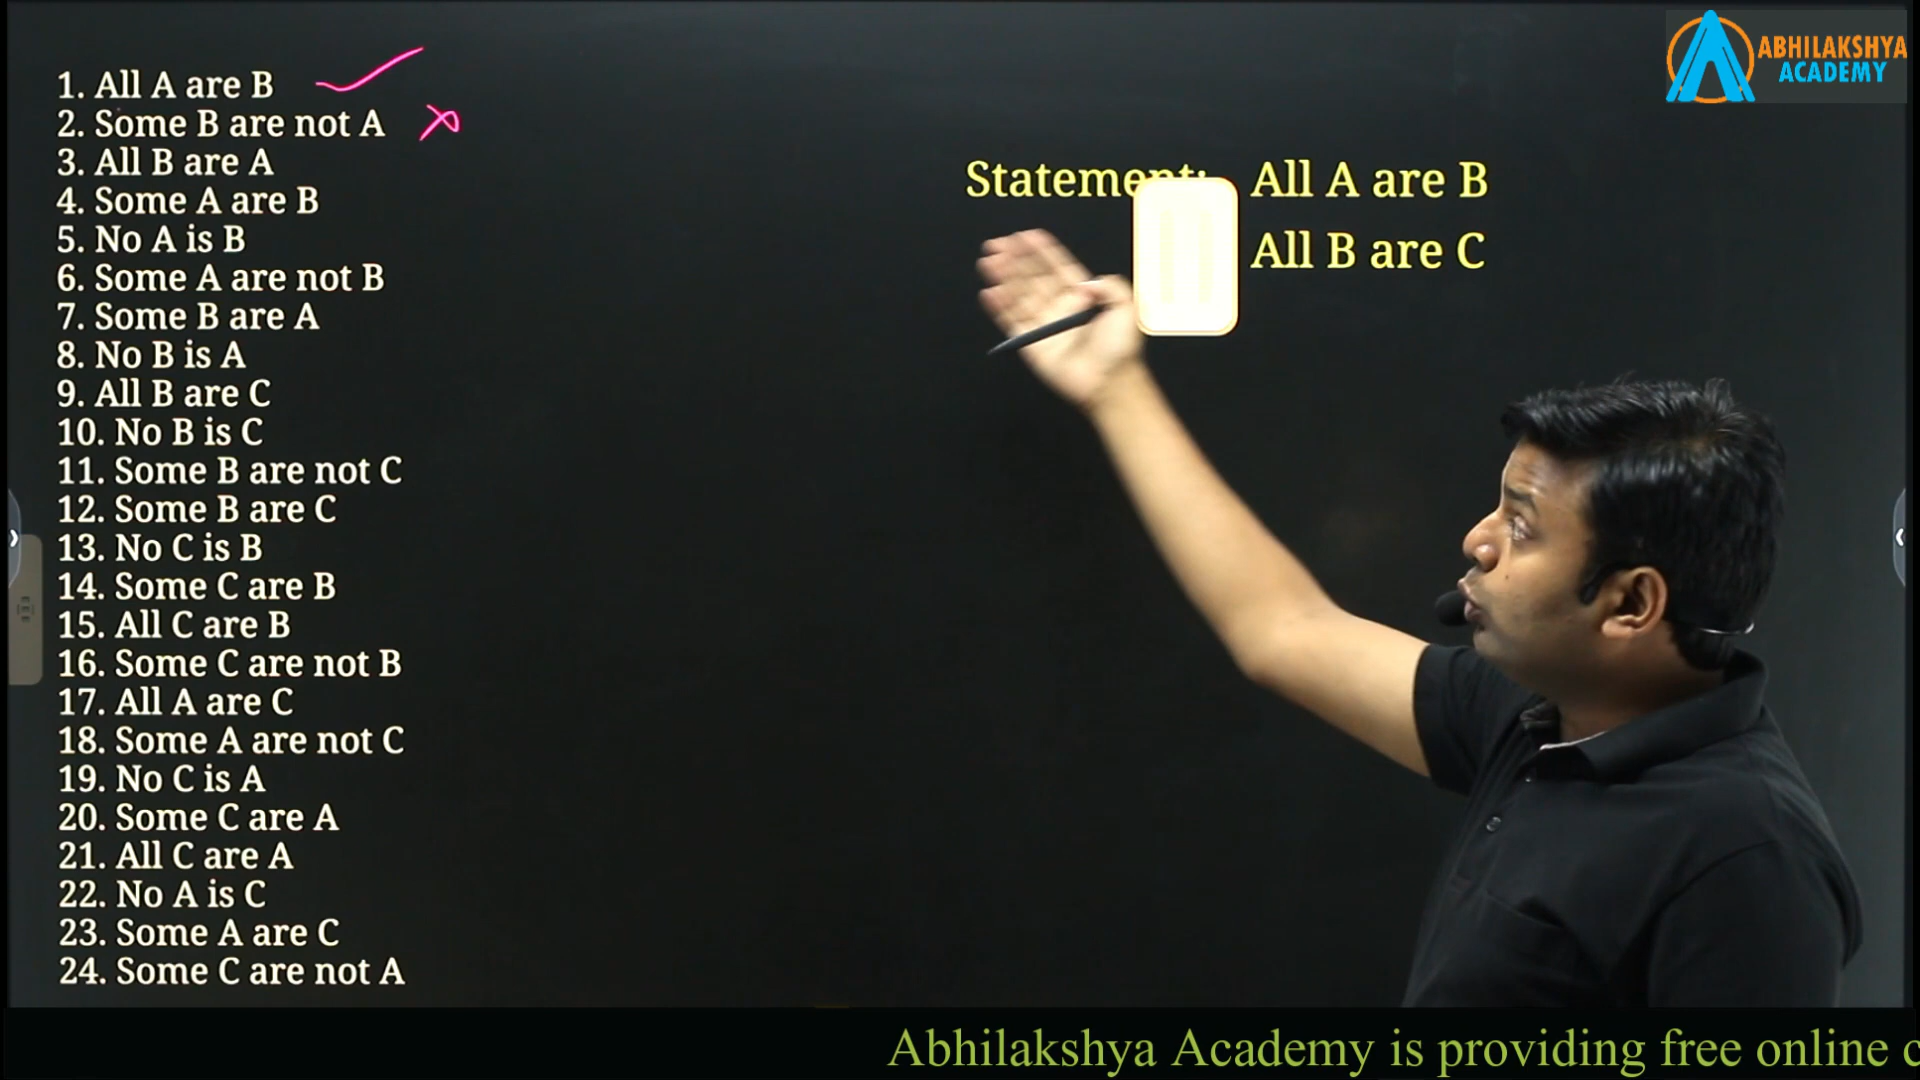 ABHILAKSHYA
ACADEMY
1. All A are B
2. Some B are not A
3. All B are A
4. Some A are B
5. No A is B
6. Some A are not B
7. Some B are A
8. No B is A
9. All B are C
10. No B is C
11. Some B are not C
12. Some B are C
13. No C is B
14. Some C are B
15. All C are B
16. Some C are not B
17. All A are C
18. Some A are not C
19. No C is A
20. Some C are A
21. All C are A
22. No A is C
23. Some A are C
24. Some C are not A
Statement: All A are B
All B are C
Abhilakshya Academy is providing free online c